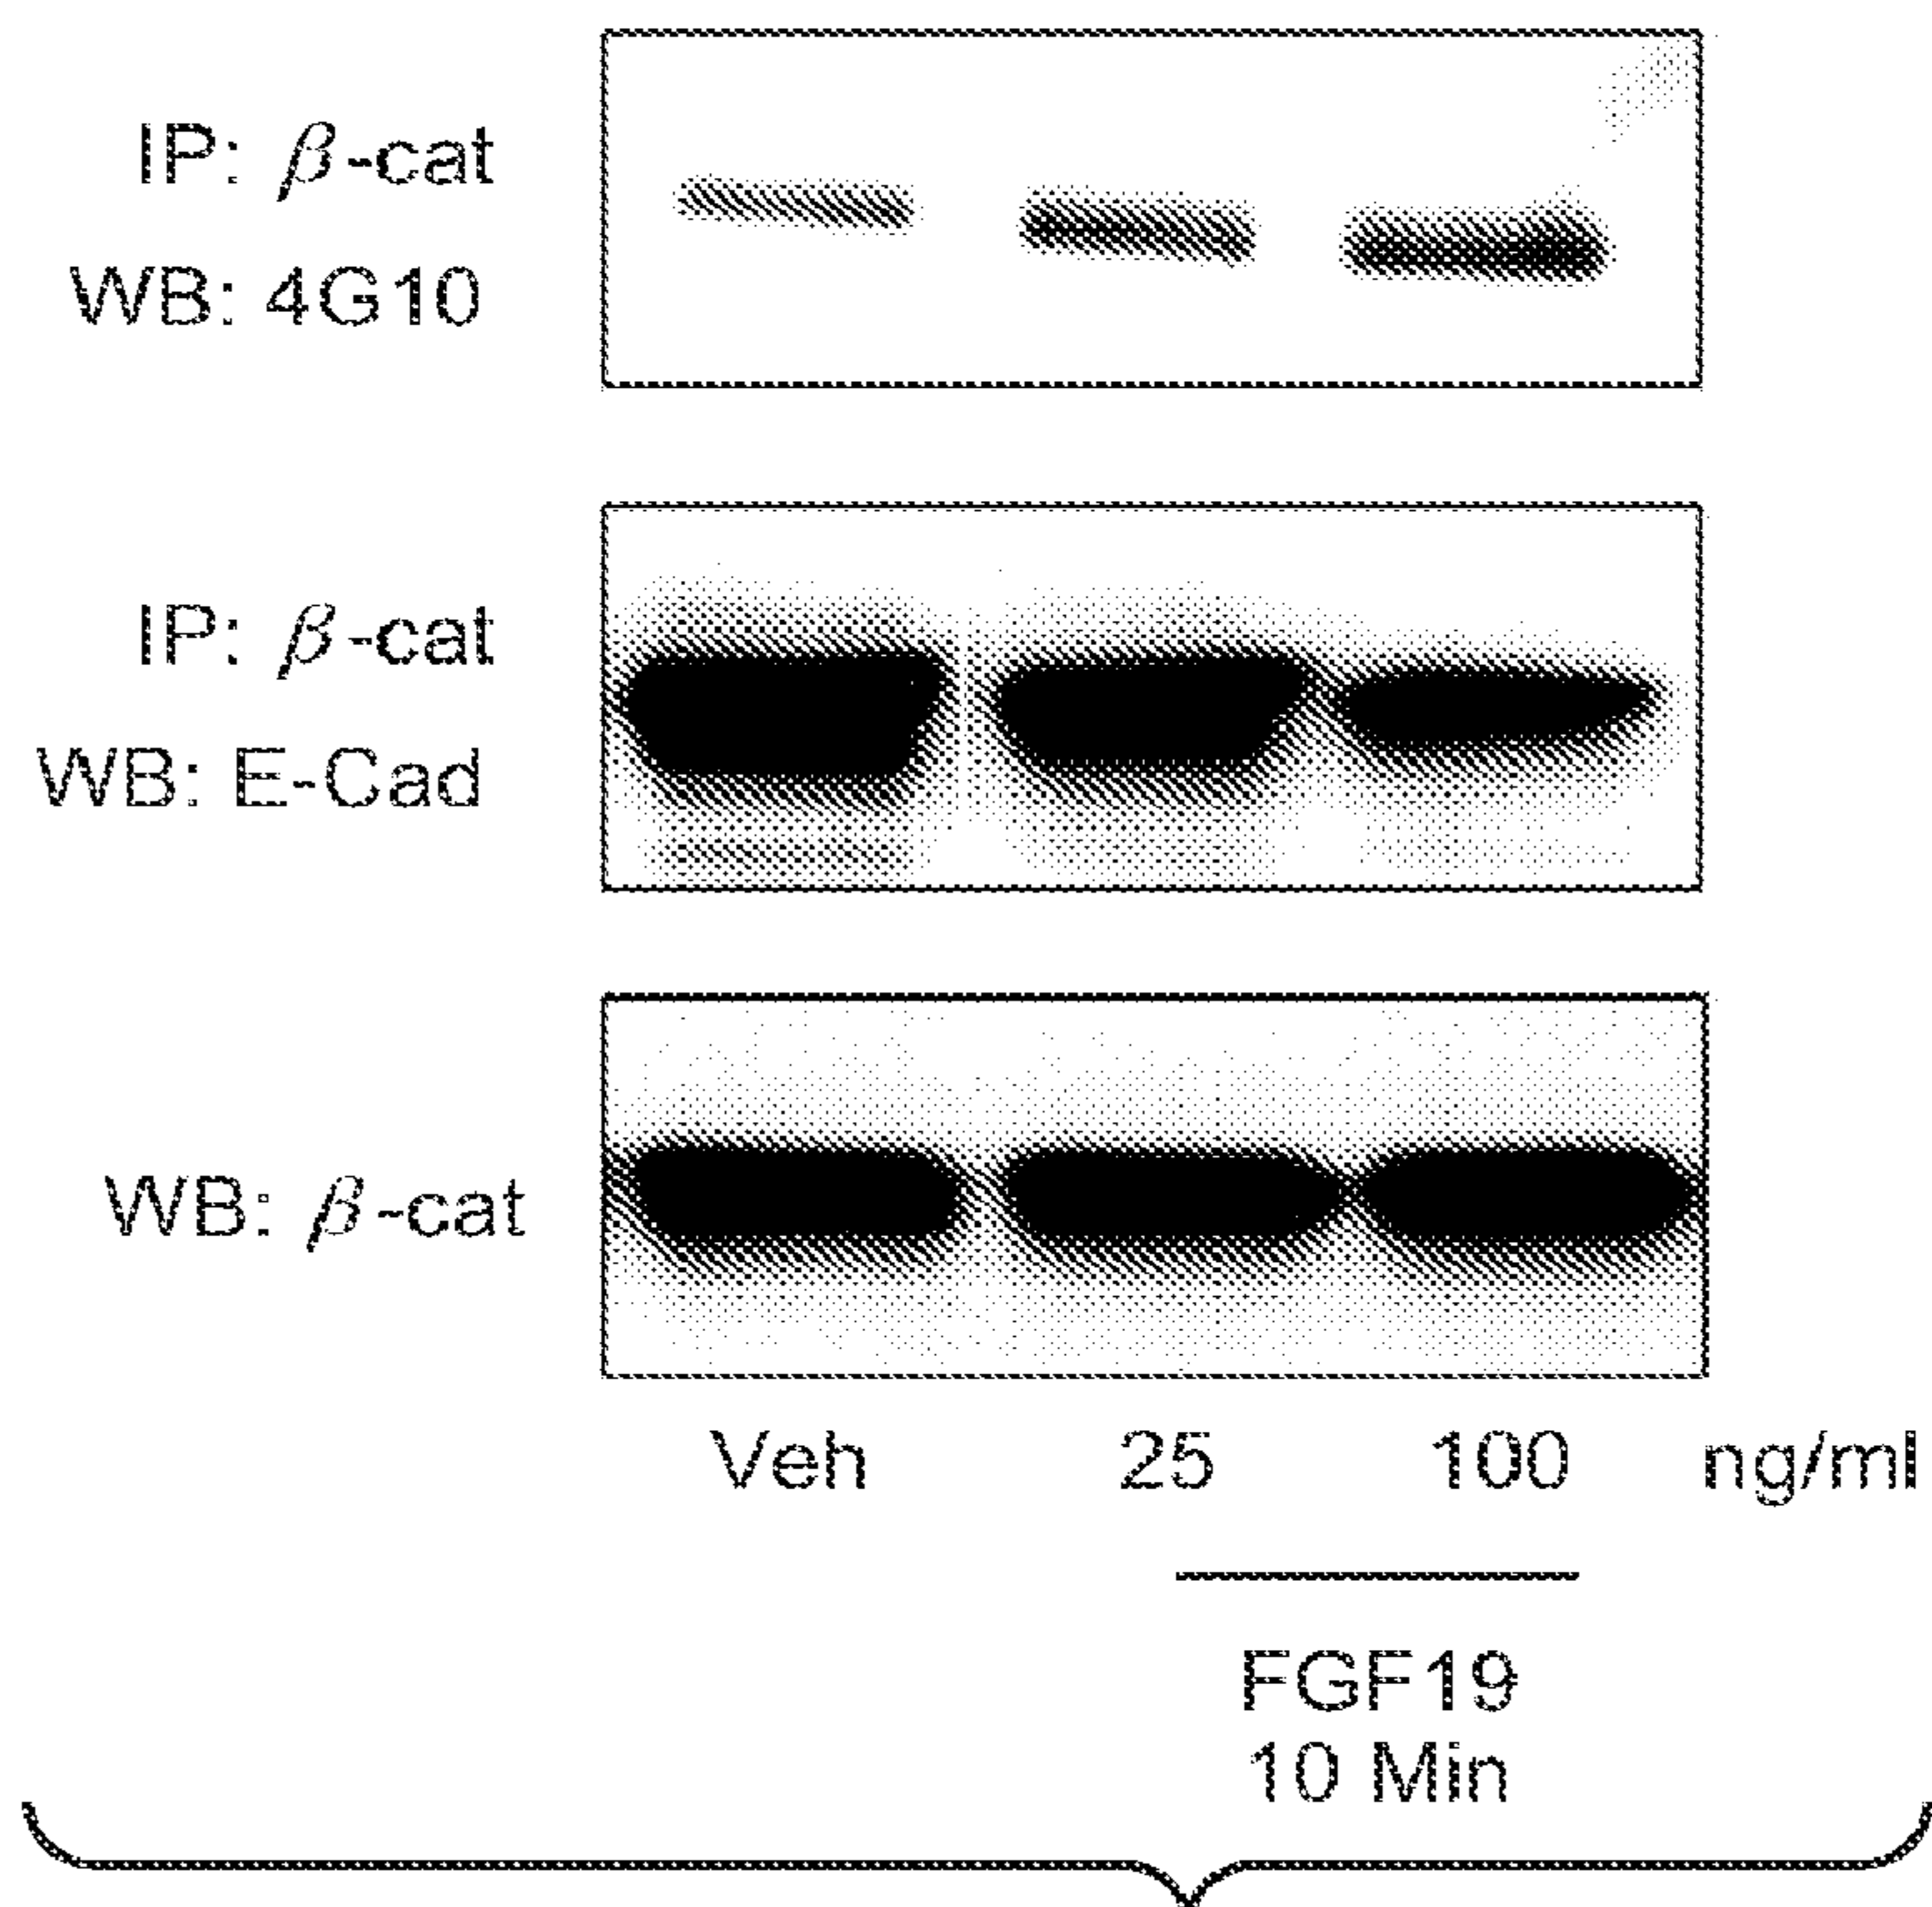 IP: β-cat
WB: 4G10
IP: β-cat
WB: E-Cad
WB: β-cat
Veh 25 100 ng/ml
FGF19
10 Min